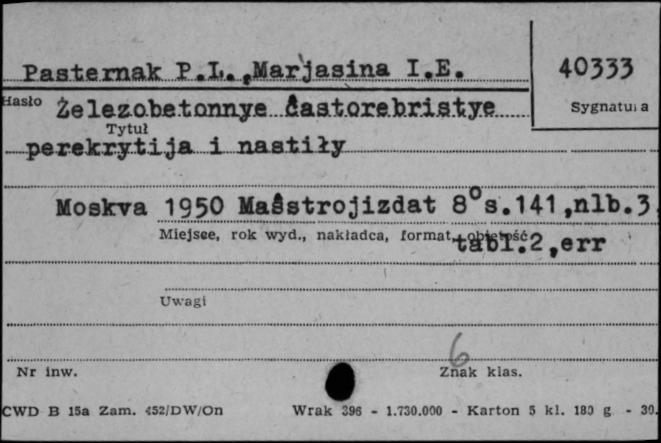 Pasternak P.L.,Marjasina I.E.
40333
Hasło
Železobetonnye častorebristye
Sygnatura
Tytuł
perekrytija i nastiły
Moskva 1950 Mašstrojizdat 8° s.141,nlb.3,
Miejsce, rok wyd., nakładca, format, objętość
tabl.2,err
Uwagi
6
Nr inw.
Znak klas.
CWD B 15a Zam. 452/DW/On
Wrak 396 - 1.730.000 - Karton 5 kl. 180 g - 30.